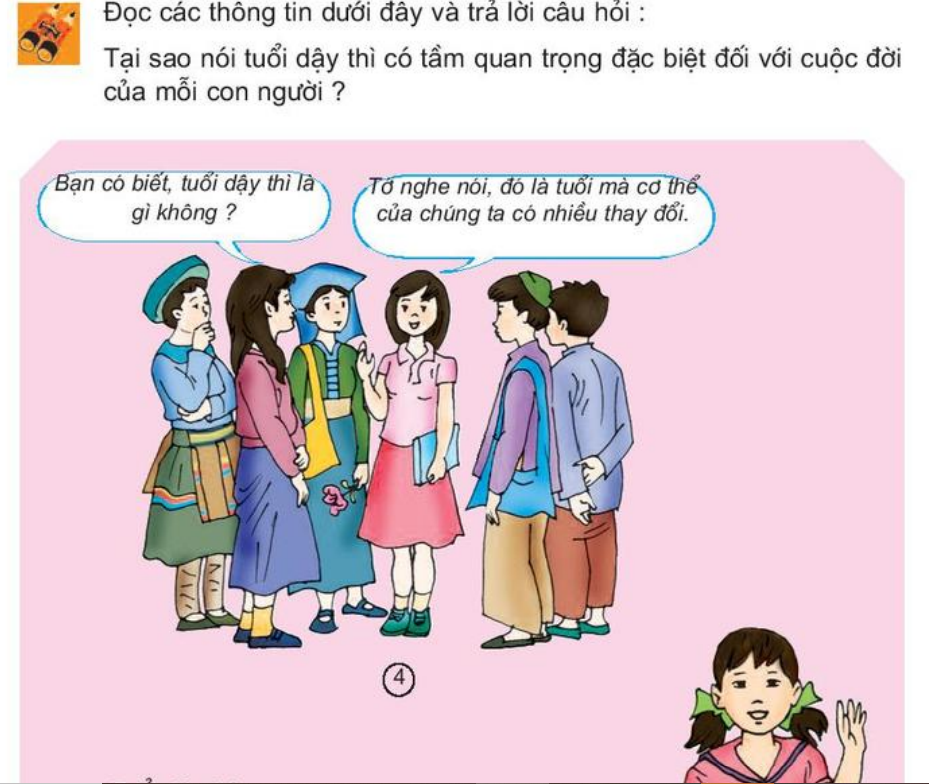 Đọc các thông tin dưới đây và trả lời câu hỏi :
Tại sao nói tuổi dậy thì có tầm quan trọng đặc biệt đối với cuộc đời
của mỗi con người ?
Bạn có biết, tuổi dậy thì là
gì không ?
Tớ nghe nói, đó là tuổi mà cơ thể
của chúng ta có nhiều thay đổi.
4